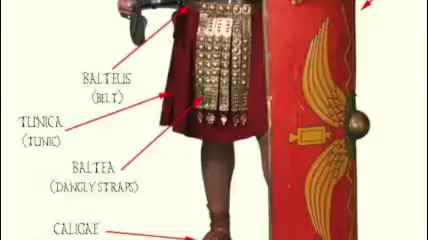 BALTEUS
(BELT)
TUNICA
(TUNIC)
BALTEA
(DANGLY STRAPS)
CALIGAE